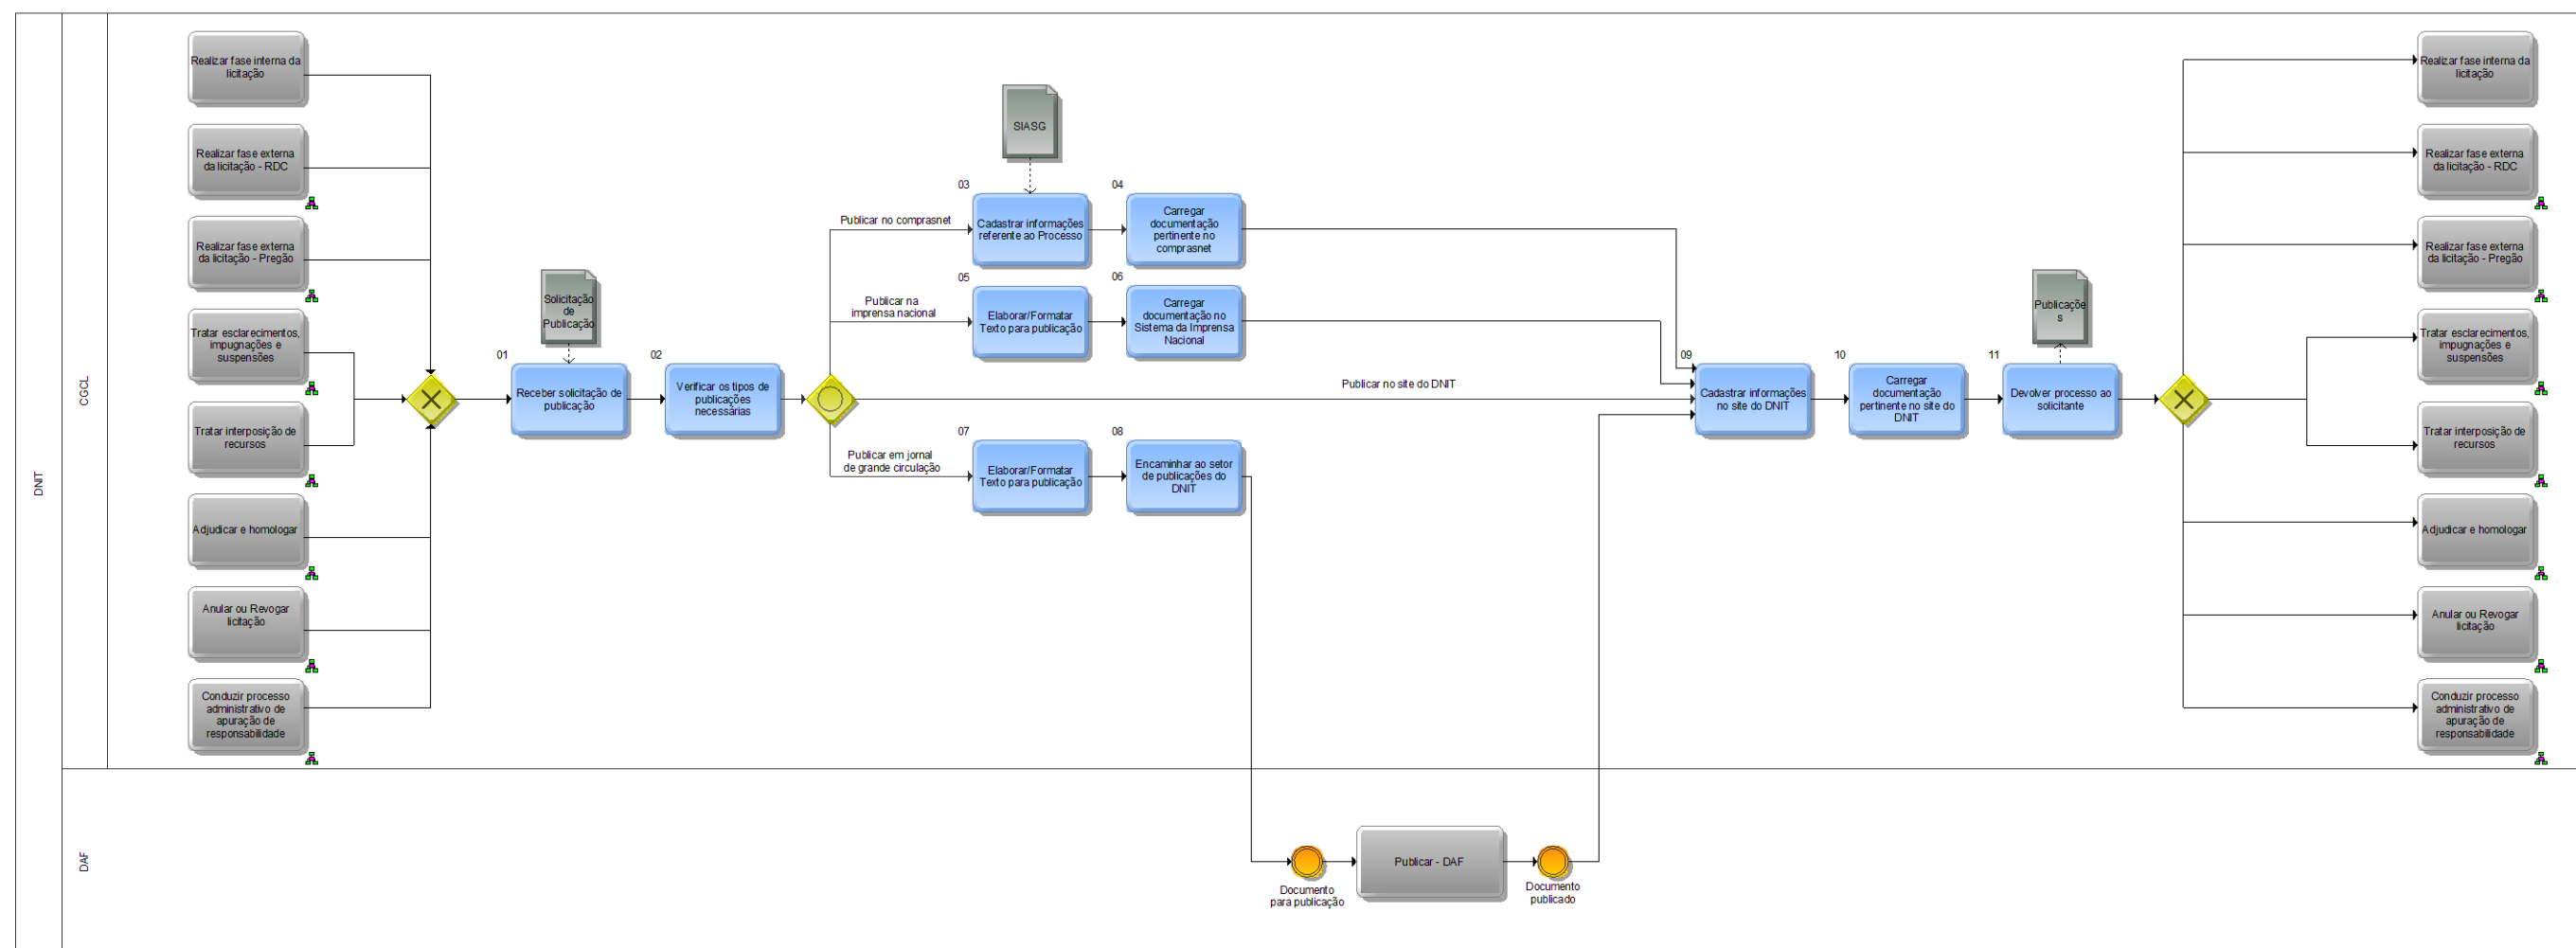 DNIT
CGCL
DAF
Realizar fase interna da
licitação
Realizar fase externa
da licitação - RDC
Realizar fase externa
da licitação - Pregão
Tratar esclarecimentos,
impugnações e
suspensões
Tratar interposição de
recursos
Adjudicar e homologar
Anular ou Revogar
licitação
Conduzir processo
administrativo de
apuração de
responsabilidade
Solicitação
de
Publicação
01
Receber solicitação de
publicação
02
Verificar os tipos de
publicações
necessárias
Publicar no comprasnet
SIASG
03
Cadastrar informações
referente ao Processo
04
Carregar
documentação
pertinente no
comprasnet
Publicar na
imprensa nacional
05
Elaborar/Formatar
Texto para publicação
06
Carregar
documentação no
Sistema da Imprensa
Nacional
Publicar no site do DNIT
Publicar em jornal
de grande circulação
07
Elaborar/Formatar
Texto para publicação
08
Encaminhar ao setor
de publicações do
DNIT
Documento
para publicação
Publicar - DAF
Documento
publicado
09
Cadastrar informações
no site do DNIT
10
Carregar
documentação
pertinente no site do
DNIT
11
Devolver processo ao
solicitante
Publicaçõe
s
Realizar fase interna da
licitação
Realizar fase externa
da licitação - RDC
Realizar fase externa
da licitação - Pregão
Tratar esclarecimentos,
impugnações e
suspensões
Tratar interposição de
recursos
Adjudicar e homologar
Anular ou Revogar
licitação
Conduzir processo
administrativo de
apuração de
responsabilidade